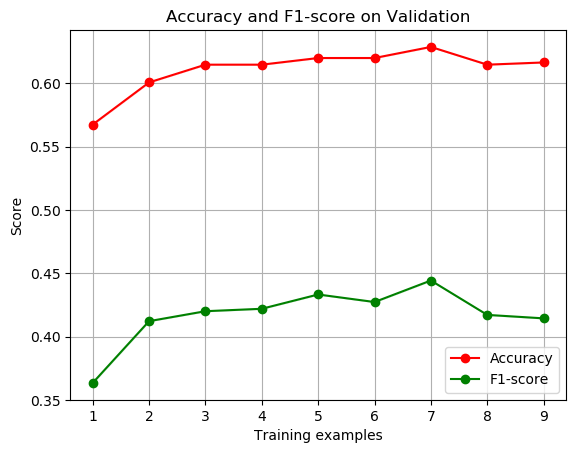 Accuracy and F1-score on Validation
Score
0.60
0.55
0.50
0.45
0.40
0.35
Accuracy
F1-score
1 2 3 4 5 6 7 8 9
Training examples